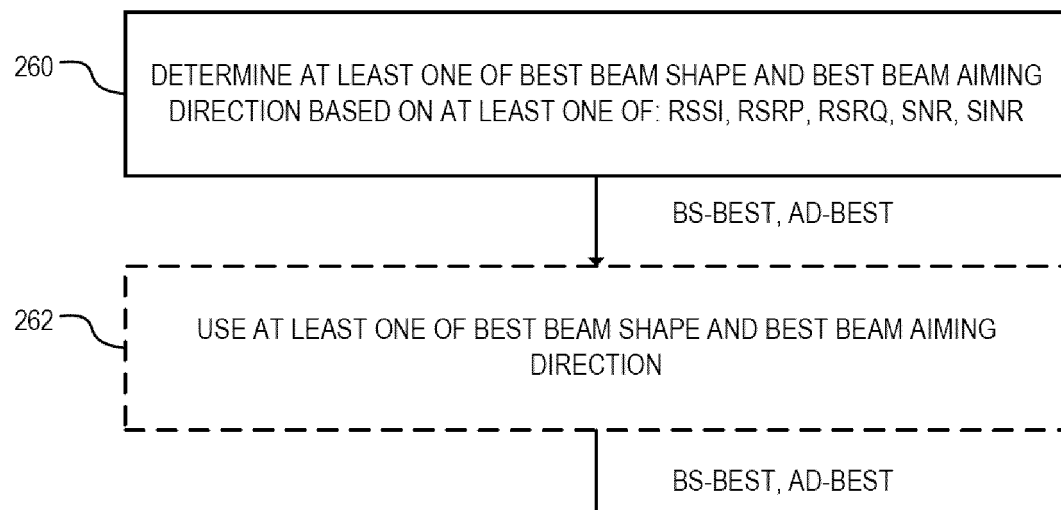 260
DETERMINE AT LEAST ONE OF BEST BEAM SHAPE AND BEST BEAM AIMING
DIRECTION BASED ON AT LEAST ONE OF: RSSI, RSRP, RSRQ, SNR, SINR
BS-BEST, AD-BEST
262
USE AT LEAST ONE OF BEST BEAM SHAPE AND BEST BEAM AIMING
DIRECTION
BS-BEST, AD-BEST